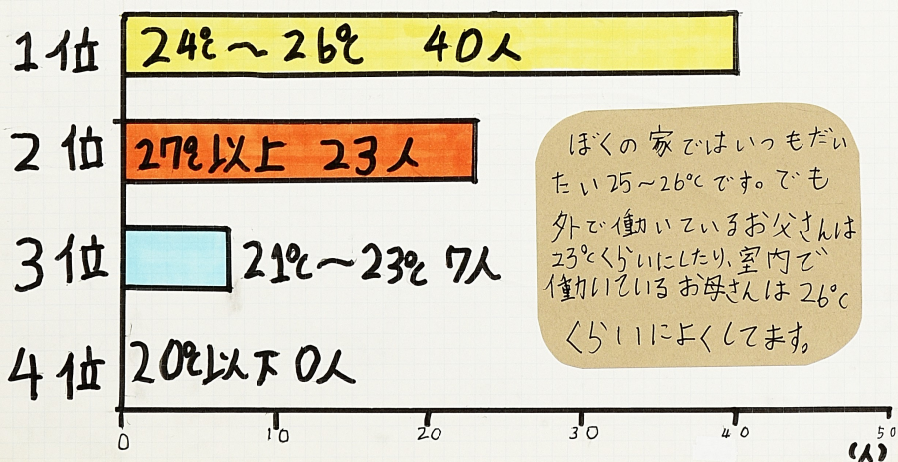 1位 24℃～26℃ 40人
2位 27℃以上 23人
3位 21℃～23℃ 7人
4位 20℃以下 0人
0 10 20 30 40 50
(人)
ぼくの家ではいつもだい
たい25～26℃です。でも
外で働いているお父さんは
23℃くらいにしたり、室内で
働いているお母さんは26℃
くらいによくしてます。